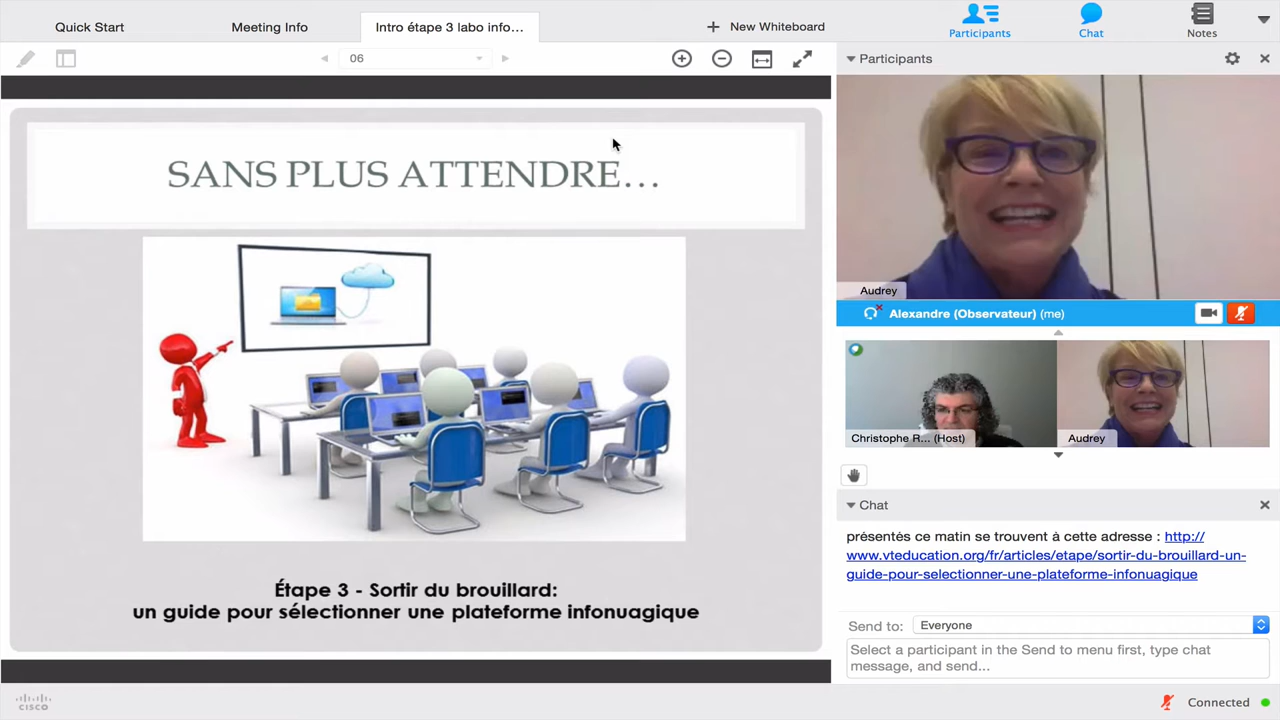 Quick Start
Meeting Info
Intro étape 3 labo info...
New Whiteboard
Participants
Chat
Notes
06
Participants
SANS PLUS ATTENDRE...
Audrey
Alexandre (Observateur) (me)
Christophe R... (Host)
Audrey
Chat
présentés ce matin se trouvent à cette adresse : http://
www.vteducation.org/fr/articles/etape/sortir-du-brouillard-un-
guide-pour-selectionner-une-plateforme-infonuagique
Étape 3 - Sortir du brouillard:
un guide pour sélectionner une plateforme infonuagique
Send to:
Everyone
Select a participant in the Send to menu first, type chat
message, and send...
CISCO
Connected